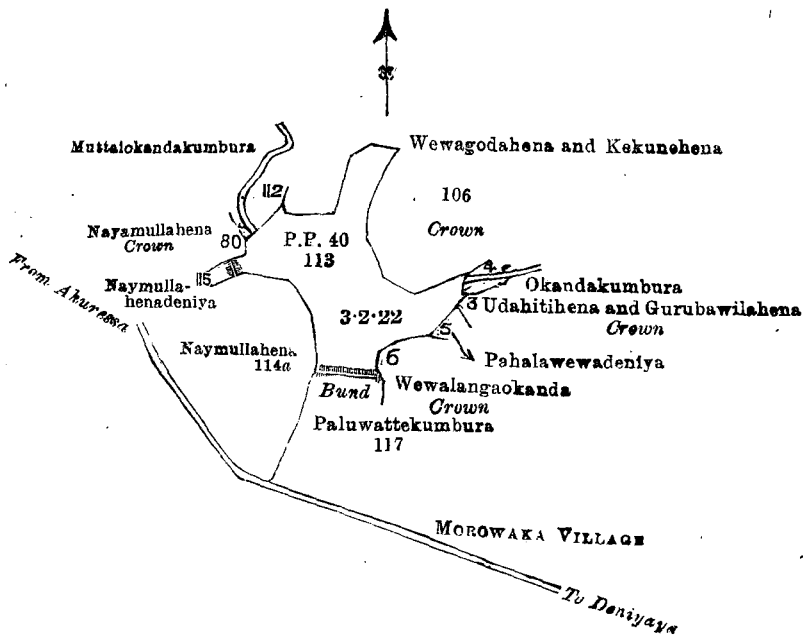 Muttaiokandakumbura
Wewagodahena and Kekunehena
106
Crown
112
Nayamullahena
Crown
80
P.P. 40
113
115
Naymulla-
henadeniya
From Akuressa
Okandakumbura
3 Udahitihena and Gurubawilahena
Crown
3·2·22
5
Pahalawewadeniya
Naymullahena
114a
6
Bund
Wewalangaokanda
Crown
Paluwattekumbura
117
MOROWAKA VILLAGE
To Deniyaya